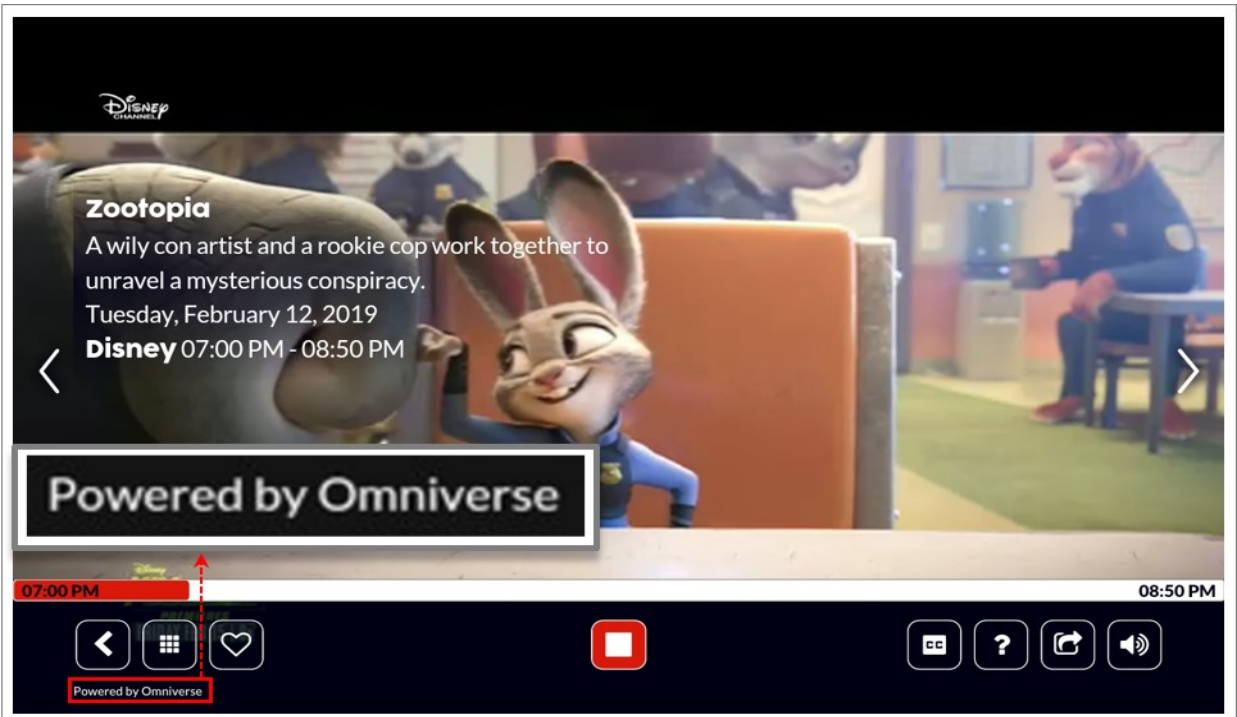 Disney
CHANNEL
Zootopia
A wily con artist and a rookie cop work together to
unravel a mysterious conspiracy.
Tuesday, February 12, 2019
Disney 07:00 PM - 08:50 PM
Powered by Omniverse
Disney
07:00 PM
08:50 PM
PREMIERES
CC
?
Powered by Omniverse